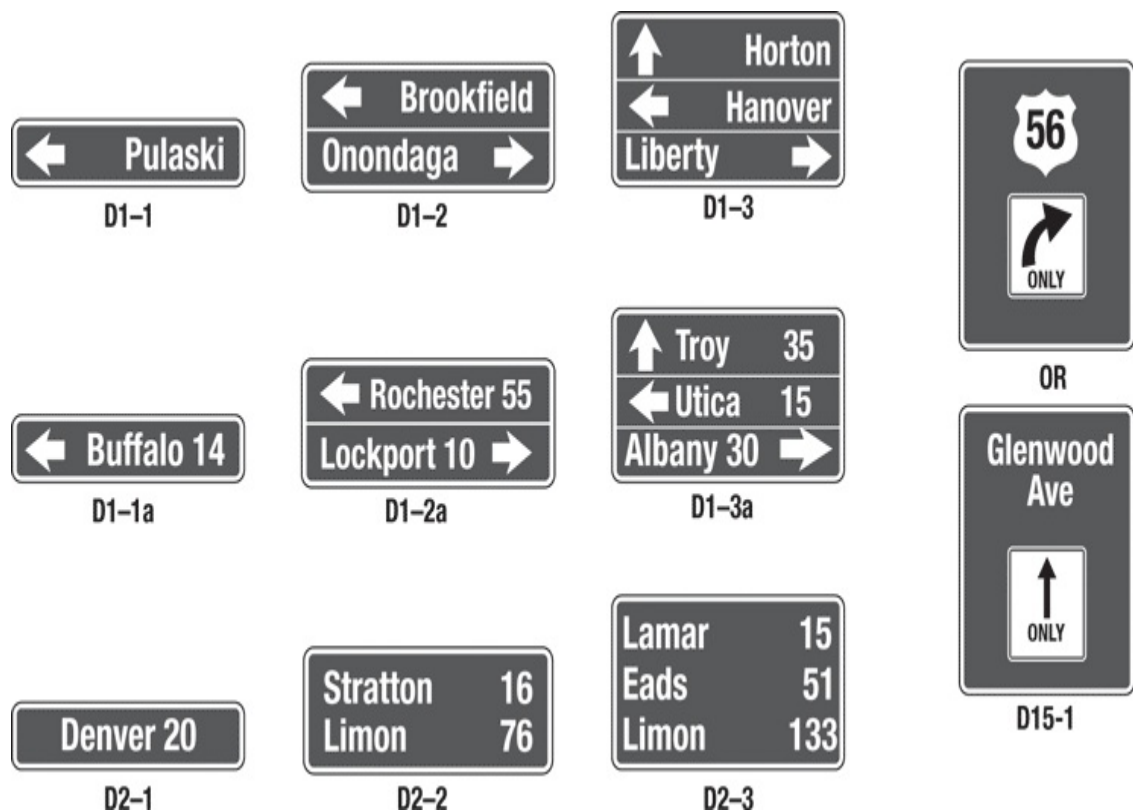 Pulaski
D1–1
Brookfield
Onondaga
D1–2
Horton
Hanover
Liberty
D1–3
Buffalo 14
D1–1a
Rochester 55
Lockport 10
D1–2a
Troy 35
Utica 15
Albany 30
D1–3a
Denver 20
D2–1
Stratton 16
Limon 76
D2–2
Lamar 15
Eads 51
Limon 133
D2–3
56
ONLY
OR
Glenwood
Ave
ONLY
D15-1